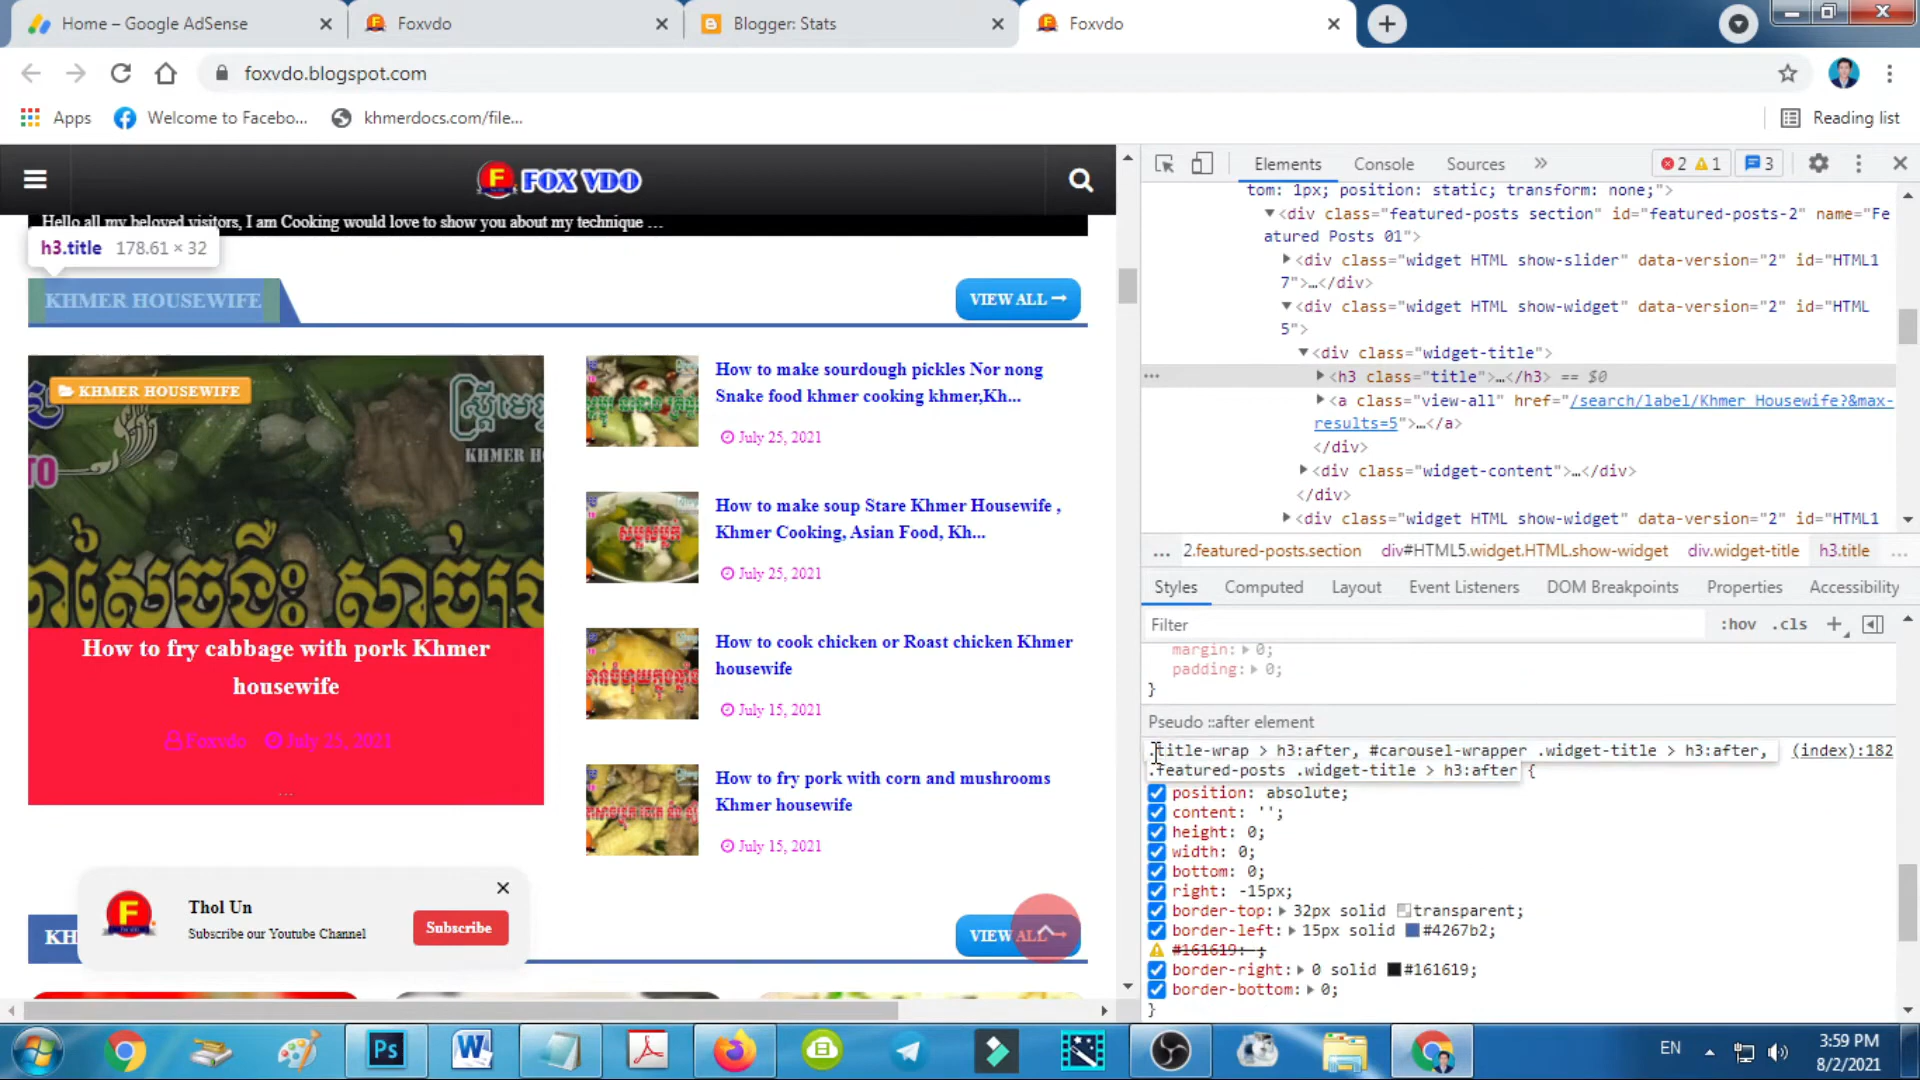 Home – Google AdSense
Foxvdo
Blogger: Stats
Foxvdo
foxvdo.blogspot.com
Apps
Welcome to Facebo...
khmerdocs.com/file...
Reading list
FOX VDO
Hello all my beloved visitors, I am Cooking would love to show you about my technique …
h3.title 178.61 × 32
KHMER HOUSEWIFE
VIEW ALL
KHMER HOUSEWIFE
How to fry cabbage with pork Khmer
housewife
Foxvdo July 25, 2021
...
How to make sourdough pickles Nor nong
Snake food khmer cooking khmer,Kh...
July 25, 2021
How to make soup Stare Khmer Housewife ,
Khmer Cooking, Asian Food, Kh...
July 25, 2021
How to cook chicken or Roast chicken Khmer
housewife
July 15, 2021
How to fry pork with corn and mushrooms
Khmer housewife
July 15, 2021
Thol Un
Subscribe our Youtube Channel
Subscribe
KH
VIEW ALL
Elements
Console
Sources
2
1
3
tom: 1px; position: static; transform: none;">
<div class="featured-posts section" id="featured-posts-2" name="Fe
atured Posts 01">
<div class="widget HTML show-slider" data-version="2" id="HTML1
7">…</div>
<div class="widget HTML show-widget" data-version="2" id="HTML
5">
<div class="widget-title">
<h3 class="title">…</h3> == $0
<a class="view-all" href="/search/label/Khmer Housewife?&max-
results=5">…</a>
</div>
<div class="widget-content">…</div>
</div>
<div class="widget HTML show-widget" data-version="2" id="HTML1
... 2.featured-posts.section div#HTML5.widget.HTML.show-widget div.widget-title h3.title ...
Styles
Computed
Layout
Event Listeners
DOM Breakpoints
Properties
Accessibility
Filter
:hov .cls +
margin: 0;
padding: 0;
}
Pseudo ::after element
.title-wrap > h3:after, #carousel-wrapper .widget-title > h3:after, (index):182
.featured-posts .widget-title > h3:after {
position: absolute;
content: '';
height: 0;
width: 0;
bottom: 0;
right: -15px;
border-top: 32px solid transparent;
border-left: 15px solid #4267b2;
#161619: ;
border-right: 0 solid #161619;
border-bottom: 0;
}
EN
3:59 PM
8/2/2021